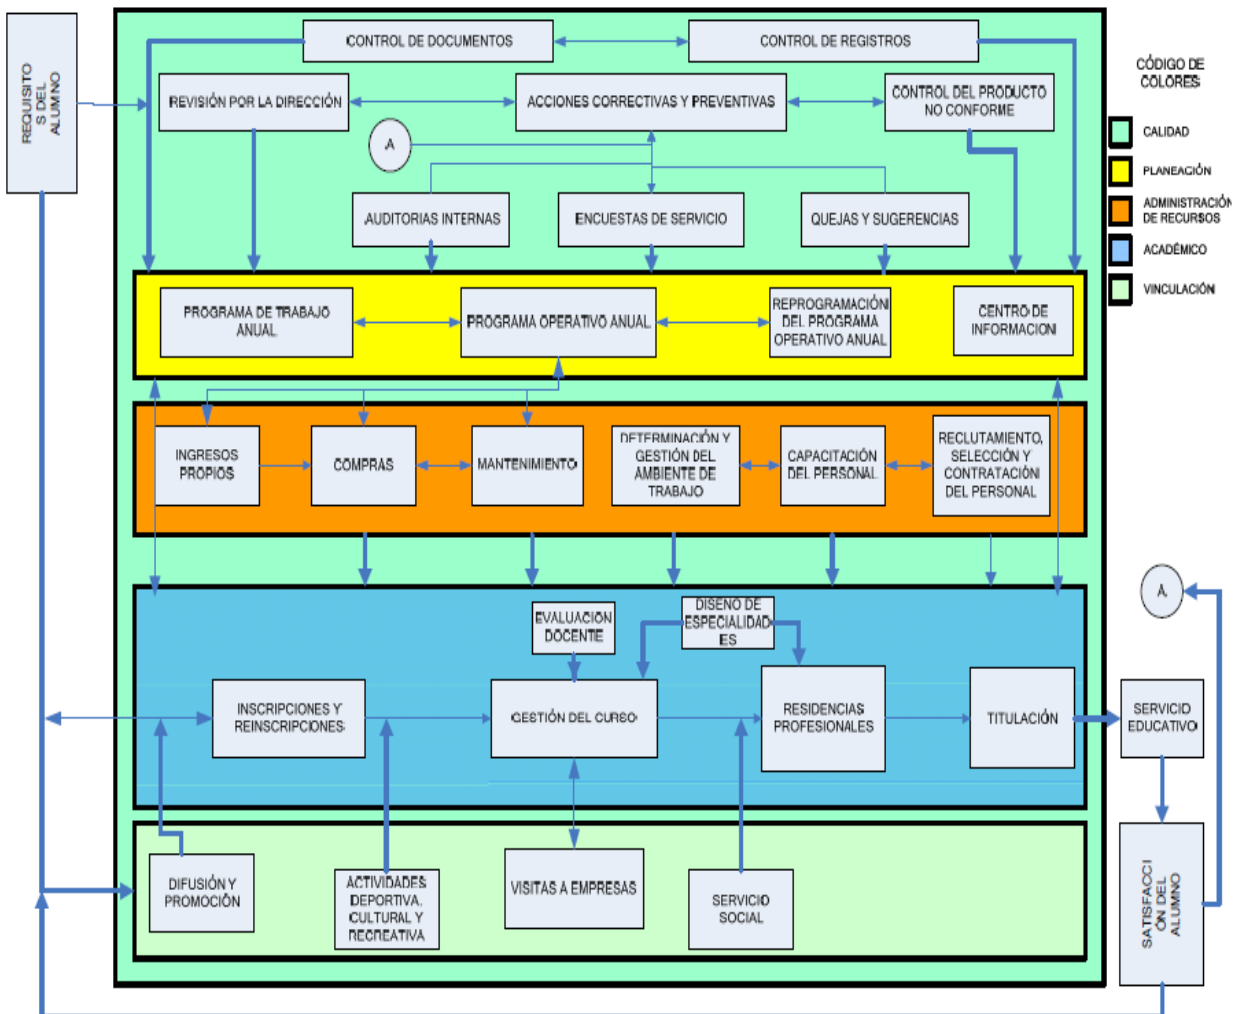 REQUISITO
S DEL
ALUMNO
CONTROL DE DOCUMENTOS
CONTROL DE REGISTROS
REVISIÓN POR LA DIRECCIÓN
ACCIONES CORRECTIVAS Y PREVENTIVAS
CONTROL DEL PRODUCTO
NO CONFORME
A
AUDITORIAS INTERNAS
ENCUESTAS DE SERVICIO
QUEJAS Y SUGERENCIAS
CÓDIGO DE
COLORES:
CALIDAD
PLANEACIÓN
ADMINISTRACIÓN
DE RECURSOS
ACADÉMICO
VINCULACIÓN
PROGRAMA DE TRABAJO
ANUAL
PROGRAMA OPERATIVO ANUAL
REPROGRAMACIÓN
DEL PROGRAMA
OPERATIVO ANUAL
CENTRO DE
INFORMACION
INGRESOS
PROPIOS
COMPRAS
MANTENIMIENTO
DETERMINACIÓN Y
GESTIÓN DEL
AMBIENTE DE
TRABAJO
CAPACITACIÓN
DEL PERSONAL
RECLUTAMIENTO,
SELECCIÓN Y
CONTRATACIÓN
DEL PERSONAL
EVALUACION
DOCENTE
DISEÑO DE
ESPECIALIDAD
ES
INSCRIPCIONES Y
REINSCRIPCIONES
GESTIÓN DEL CURSO
RESIDENCIAS
PROFESIONALES
TITULACIÓN
SERVICIO
EDUCATIVO
A
DIFUSIÓN Y
PROMOCIÓN
ACTIVIDADES
DEPORTIVA,
CULTURAL Y
RECREATIVA
VISITAS A EMPRESAS
SERVICIO
SOCIAL
SATISFACCI
ÓN DEL
ALUMNO